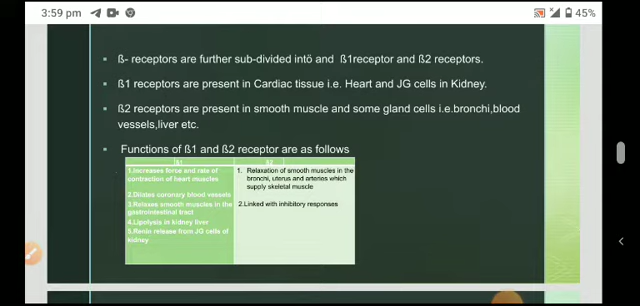 3:59 pm
45%
ß- receptors are further sub-divided intö and ß1receptor and ß2 receptors.
ß1 receptors are present in Cardiac tissue i.e. Heart and JG cells in Kidney.
ß2 receptors are present in smooth muscle and some gland cells i.e.bronchi,blood
vessels,liver etc.
Functions of ß1 and ß2 receptor are as follows
ß1
1.Increases force and rate of
contraction of heart muscles
2.Dilates coronary blood vessels
3.Relaxes smooth muscles in the
gastrointestinal tract
4.Lipolysis in kidney liver
5.Renin release from JG cells of
kidney
ß2
1. Relaxation of smooth muscles in the
bronchi, uterus and arteries which
supply skeletal muscle
2.Linked with inhibitory responses